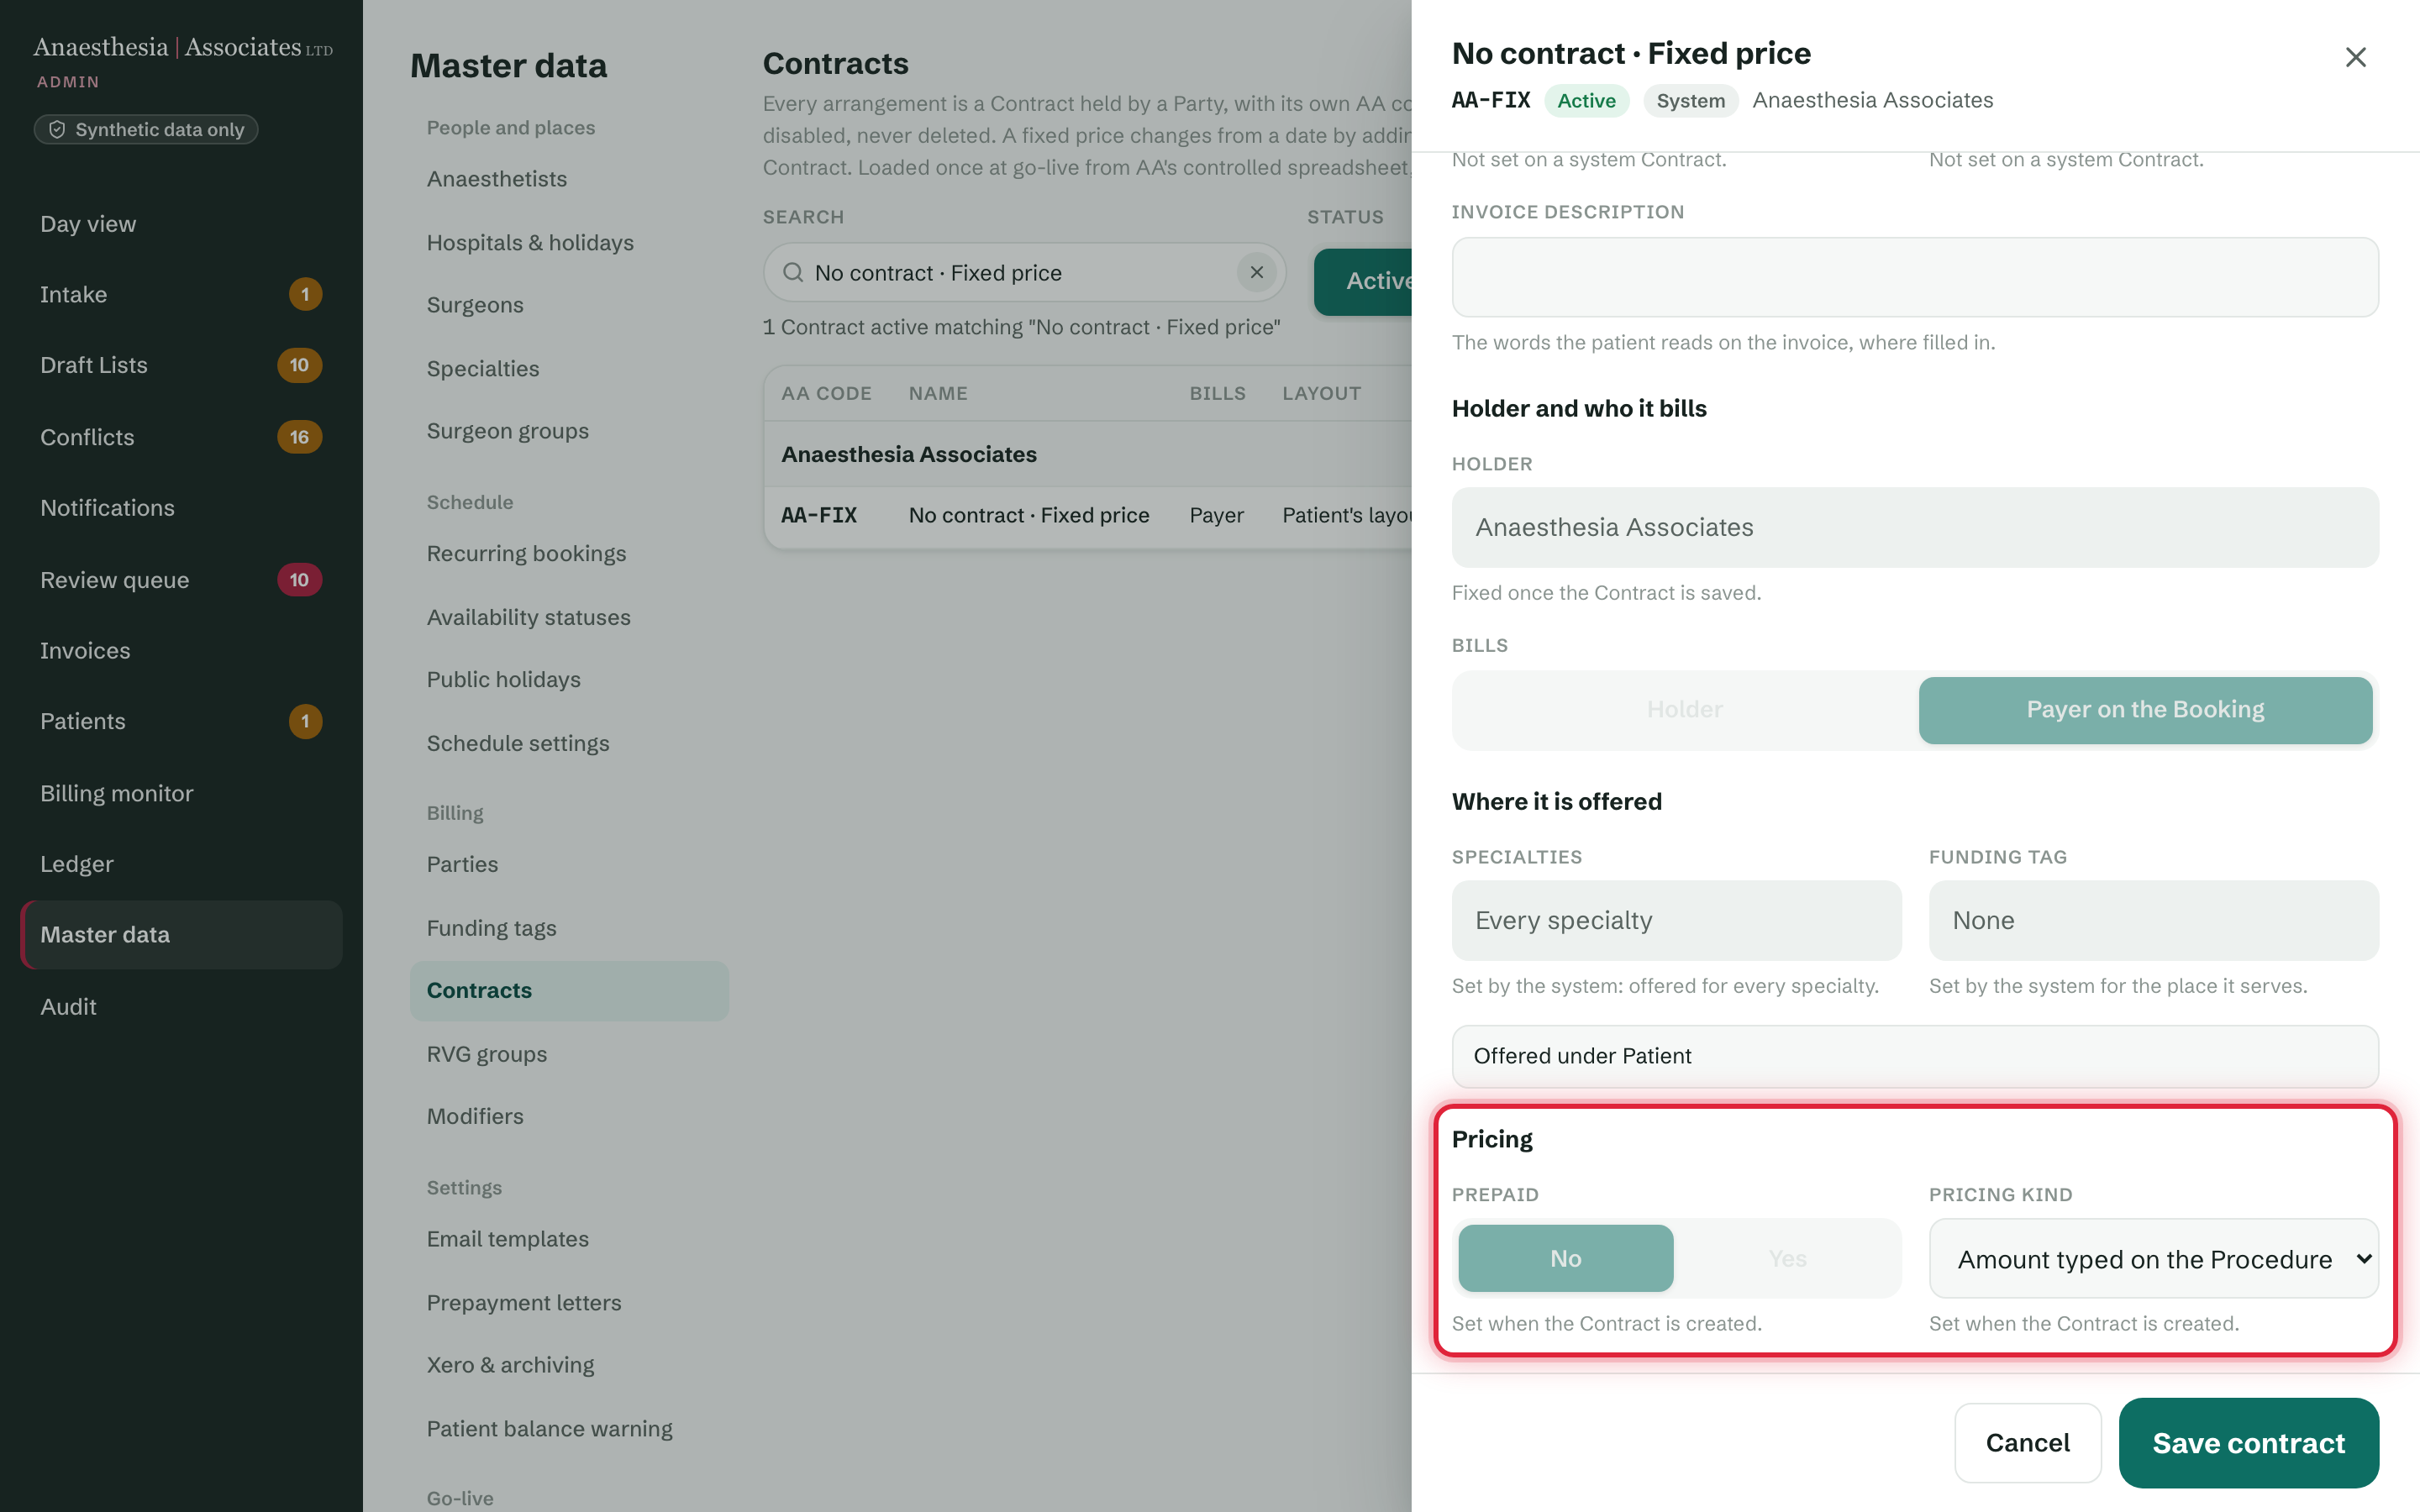 Anaesthesia | Associates LTD
ADMIN
Synthetic data only
Day view
Intake 1
Draft Lists 10
Conflicts 16
Notifications
Review queue 10
Invoices
Patients 1
Billing monitor
Ledger
Master data
Audit
Master data
People and places
Anaesthetists
Hospitals & holidays
Surgeons
Specialties
Surgeon groups
Schedule
Recurring bookings
Availability statuses
Public holidays
Schedule settings
Billing
Parties
Funding tags
Contracts
RVG groups
Modifiers
Settings
Email templates
Prepayment letters
Xero & archiving
Patient balance warning
Go-live
Contracts
Every arrangement is a Contract held by a Party, with its own AA co
disabled, never deleted. A fixed price changes from a date by addin
Contract. Loaded once at go-live from AA's controlled spreadsheet,
SEARCH STATUS
No contract · Fixed price Active
1 Contract active matching "No contract · Fixed price"
AA CODE NAME BILLS LAYOUT
Anaesthesia Associates
AA-FIX No contract · Fixed price Payer Patient's layou
No contract · Fixed price
AA-FIX Active System Anaesthesia Associates
Not set on a system Contract. Not set on a system Contract.
INVOICE DESCRIPTION
The words the patient reads on the invoice, where filled in.
Holder and who it bills
HOLDER
Anaesthesia Associates
Fixed once the Contract is saved.
BILLS
Holder Payer on the Booking
Where it is offered
SPECIALTIES FUNDING TAG
Every specialty None
Set by the system: offered for every specialty. Set by the system for the place it serves.
Offered under Patient
Pricing
PREPAID PRICING KIND
No Yes Amount typed on the Procedure
Set when the Contract is created. Set when the Contract is created.
Cancel Save contract